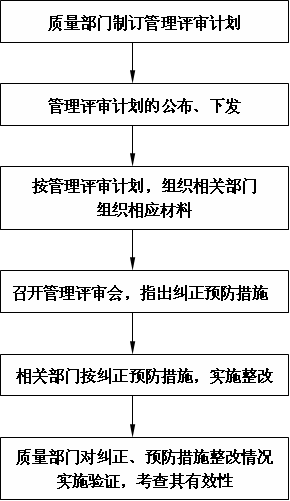 质量部门制订管理评审计划
管理评审计划的公布、下发
按管理评审计划，组织相关部门
组织相应材料
召开管理评审会，指出纠正预防措施
相关部门按纠正预防措施，实施整改
质量部门对纠正、预防措施整改情况
实施验证，考查其有效性